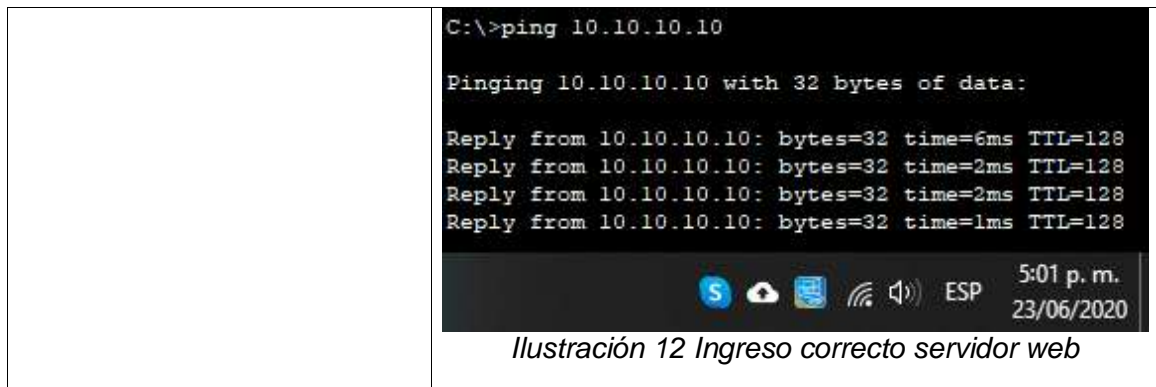 C:\>ping 10.10.10.10
Pinging 10.10.10.10 with 32 bytes of data:
Reply from 10.10.10.10: bytes=32 time=6ms TTL=128
Reply from 10.10.10.10: bytes=32 time=2ms TTL=128
Reply from 10.10.10.10: bytes=32 time=2ms TTL=128
Reply from 10.10.10.10: bytes=32 time=1ms TTL=128
S
ESP
5:01 p. m.
23/06/2020
Ilustración 12 Ingreso correcto servidor web